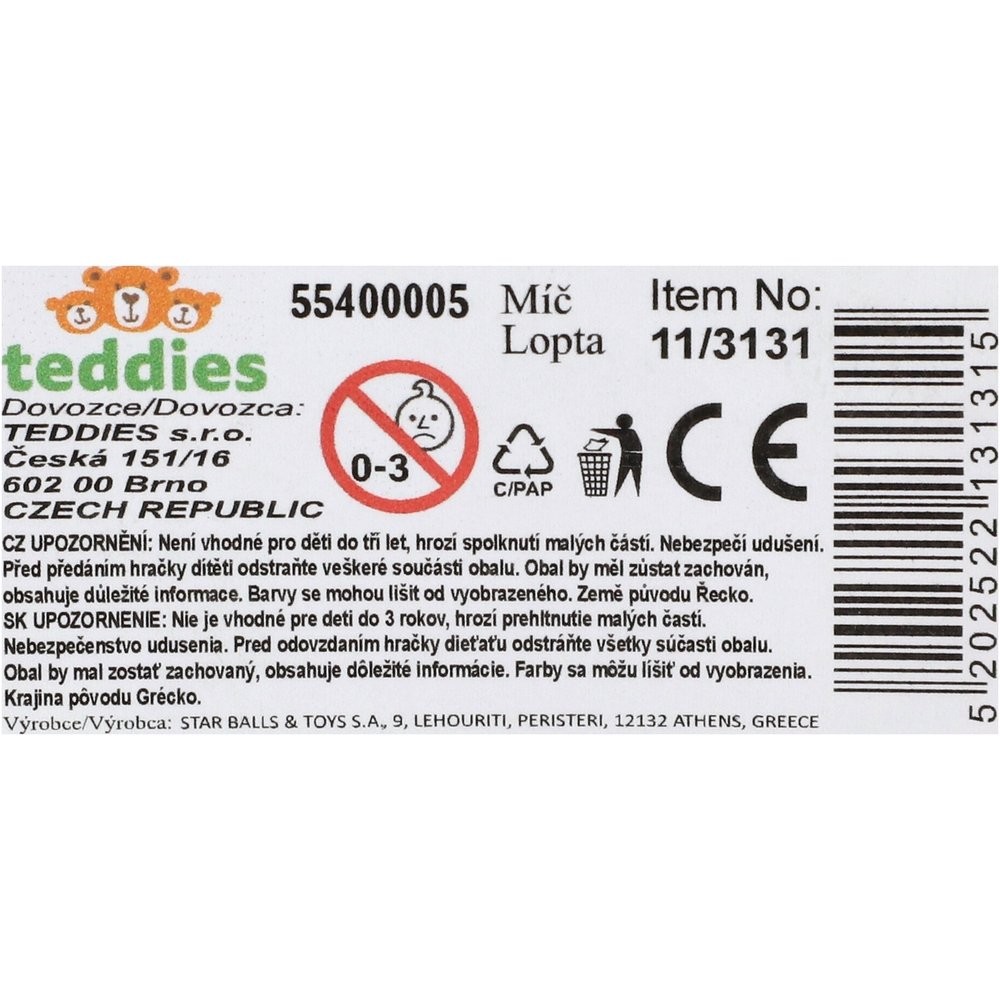 teddies
55400005
Míč
Lopta
Item No:
11/3131
Dovozce/Dovozca:
TEDDIES s.r.o.
Česká 151/16
602 00 Brno
CZECH REPUBLIC
0-3
C/PAP
CE
CZ UPOZORNĚNÍ: Není vhodné pro děti do tří let, hrozí spolknutí malých částí. Nebezpečí udušení.
Před předáním hračky dítěti odstraňte veškeré součásti obalu. Obal by měl zůstat zachován,
obsahuje důležité informace. Barvy se mohou lišit od vyobrazeného. Země původu Řecko.
SK UPOZORNENIE: Nie je vhodné pre deti do 3 rokov, hrozí prehltnutie malých častí.
Nebezpečenstvo udusenia. Pred odovzdaním hračky dieťaťu odstráňte všetky súčasti obalu.
Obal by mal zostať zachovaný, obsahuje dôležité informácie. Farby sa môžu líšiť od vyobrazenia.
Krajina pôvodu Grécko.
Výrobce/Výrobca: STAR BALLS & TOYS S.A., 9, LEHOURITI, PERISTERI, 12132 ATHENS, GREECE
5 202522 131315